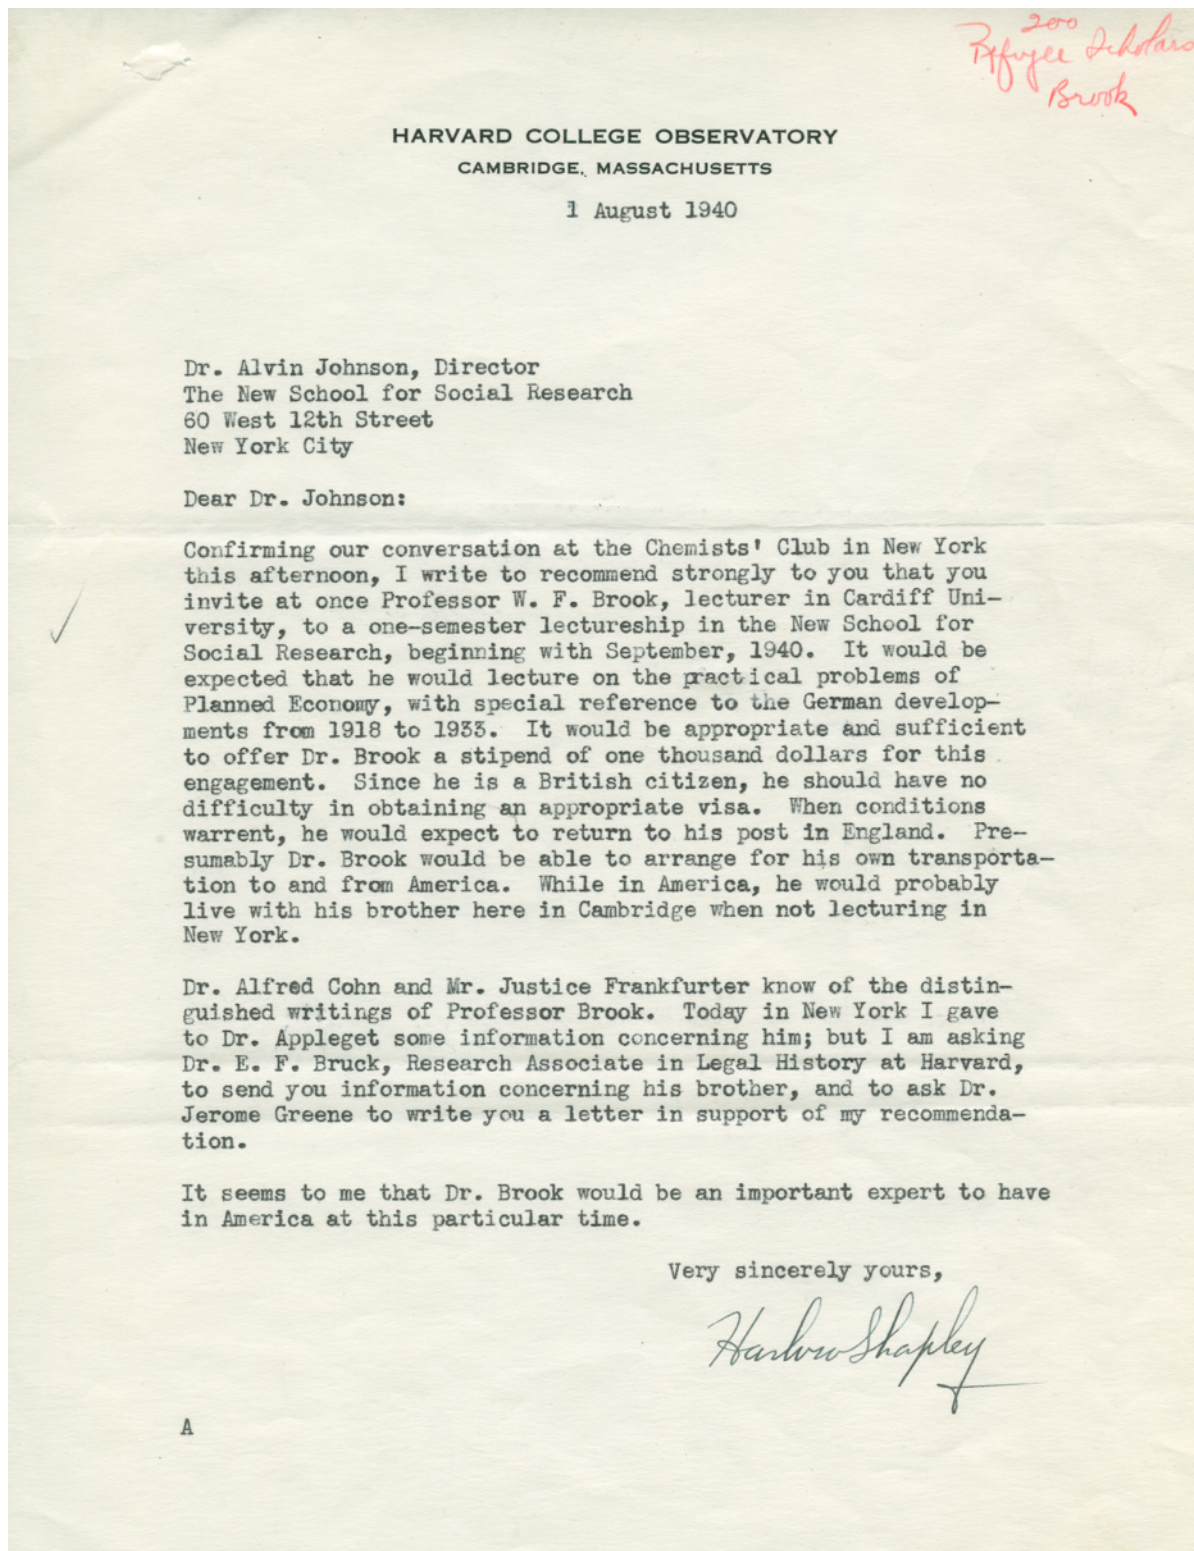 200
Refugee Scholars
Brook
HARVARD COLLEGE OBSERVATORY
CAMBRIDGE, MASSACHUSETTS
1 August 1940
Dr. Alvin Johnson, Director
The New School for Social Research
60 West 12th Street
New York City
Dear Dr. Johnson:
Confirming our conversation at the Chemists' Club in New York
this afternoon, I write to recommend strongly to you that you
invite at once Professor W. F. Brook, lecturer in Cardiff Uni-
versity, to a one-semester lectureship in the New School for
Social Research, beginning with September, 1940. It would be
expected that he would lecture on the practical problems of
Planned Economy, with special reference to the German develop-
ments from 1918 to 1933. It would be appropriate and sufficient
to offer Dr. Brook a stipend of one thousand dollars for this
engagement. Since he is a British citizen, he should have no
difficulty in obtaining an appropriate visa. When conditions
warrent, he would expect to return to his post in England. Pre-
sumably Dr. Brook would be able to arrange for his own transporta-
tion to and from America. While in America, he would probably
live with his brother here in Cambridge when not lecturing in
New York.
Dr. Alfred Cohn and Mr. Justice Frankfurter know of the distin-
guished writings of Professor Brook. Today in New York I gave
to Dr. Appleget some information concerning him; but I am asking
Dr. E. F. Bruck, Research Associate in Legal History at Harvard,
to send you information concerning his brother, and to ask Dr.
Jerome Greene to write you a letter in support of my recommenda-
tion.
It seems to me that Dr. Brook would be an important expert to have
in America at this particular time.
Very sincerely yours,
Harlow Shapley
A